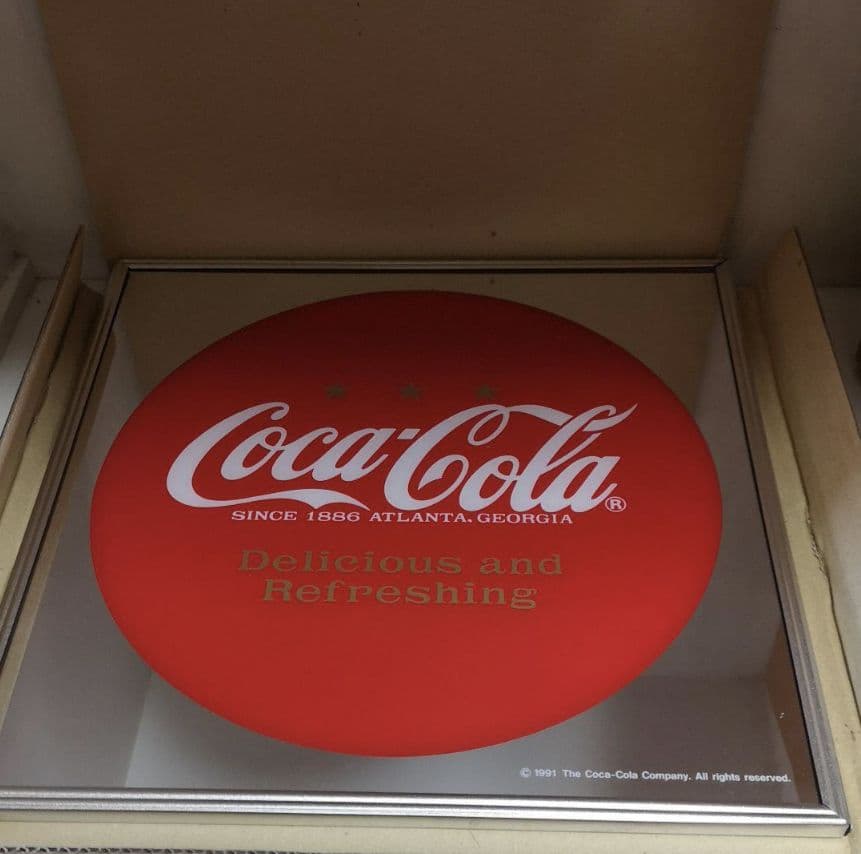 Coca-Cola®
SINCE 1886 ATLANTA. GEORGIA
Delicious and
Refreshing
© 1991 The Coca-Cola Company. All rights reserved.